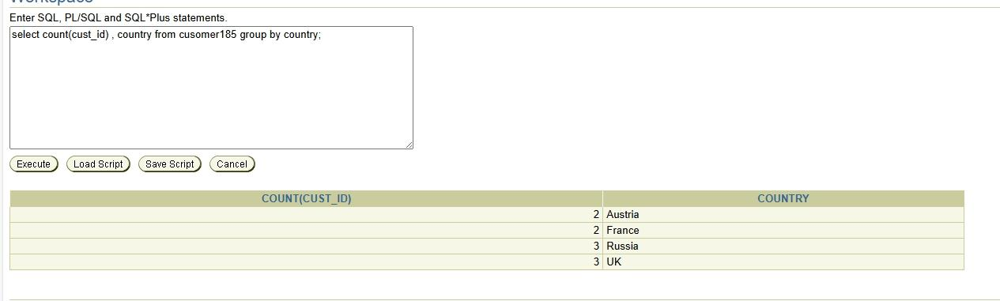 Workspace
Enter SQL, PL/SQL and SQL*Plus statements.
select count(cust_id) , country from cusomer185 group by country;
Execute Load Script Save Script Cancel
COUNT(CUST_ID) COUNTRY
2 Austria
2 France
3 Russia
3 UK